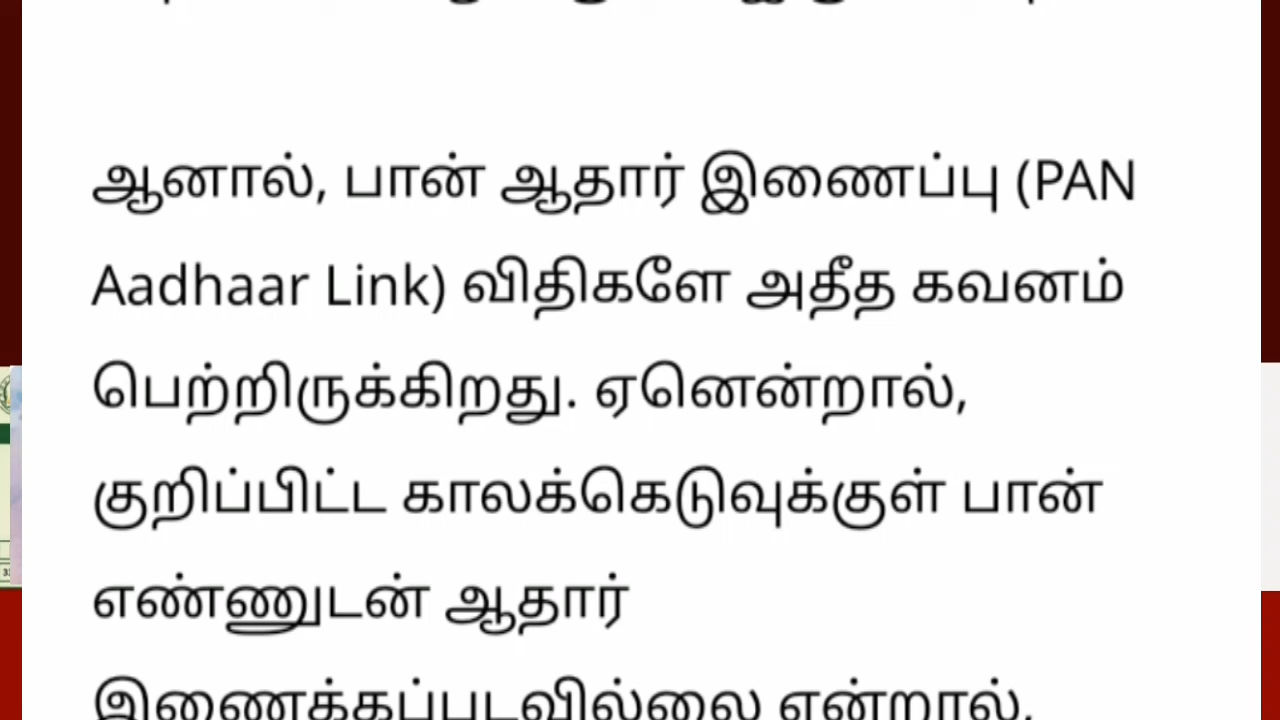 ஆனால், பான் ஆதார் இணைப்பு (PAN
Aadhaar Link) விதிகளே அதீத கவனம்
பெற்றிருக்கிறது. ஏனென்றால்,
குறிப்பிட்ட காலக்கெடுவுக்குள் பான்
எண்ணுடன் ஆதார்
இணைக்கப்படவில்லை என்றால்,